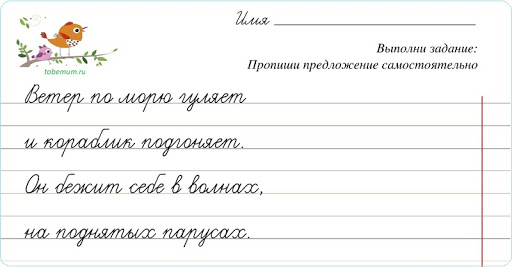 Имя
Выполни задание:
Пропиши предложение самостоятельно
tabemum.ru
Ветер по морю гуляет
и кораблик подгоняет.
Он бежит себе в волнах,
на поднятых парусах.